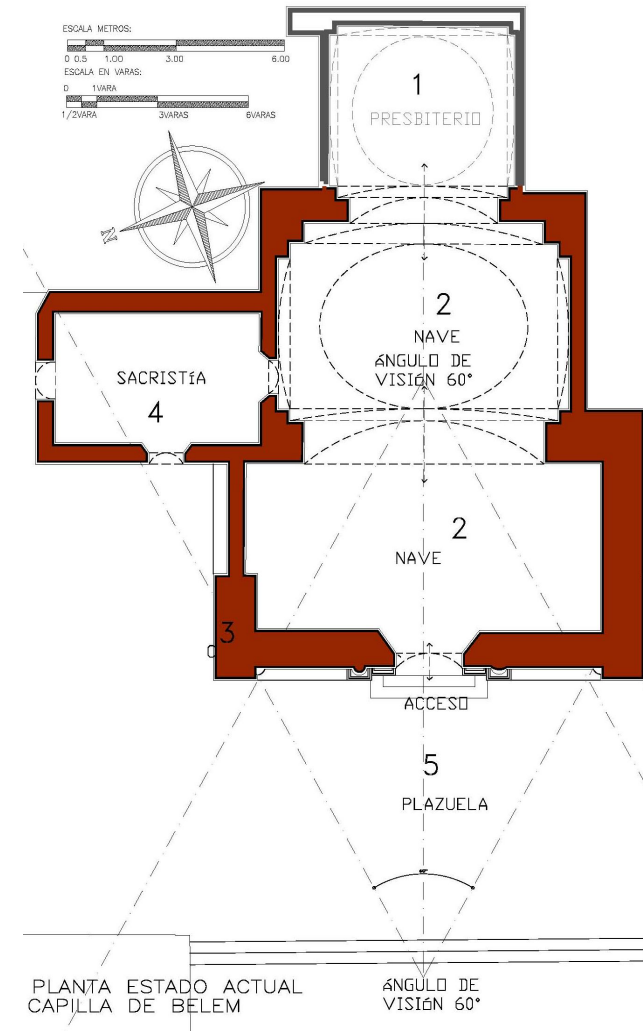 ESCALA METROS:
0 0.5 1.00 3.00 6.00
ESCALA EN VARAS:
D 1VARA
1/2VARA 3VARAS 6VARAS
N
1
PRESBITERIO
2
NAVE
ÁNGULO DE
VISIÓN 60°
SACRISTÍA
4
2
NAVE
3
ACCESO
5
PLAZUELA
PLANTA ESTADO ACTUAL
CAPILLA DE BELEM
ÁNGULO DE
VISIÓN 60°